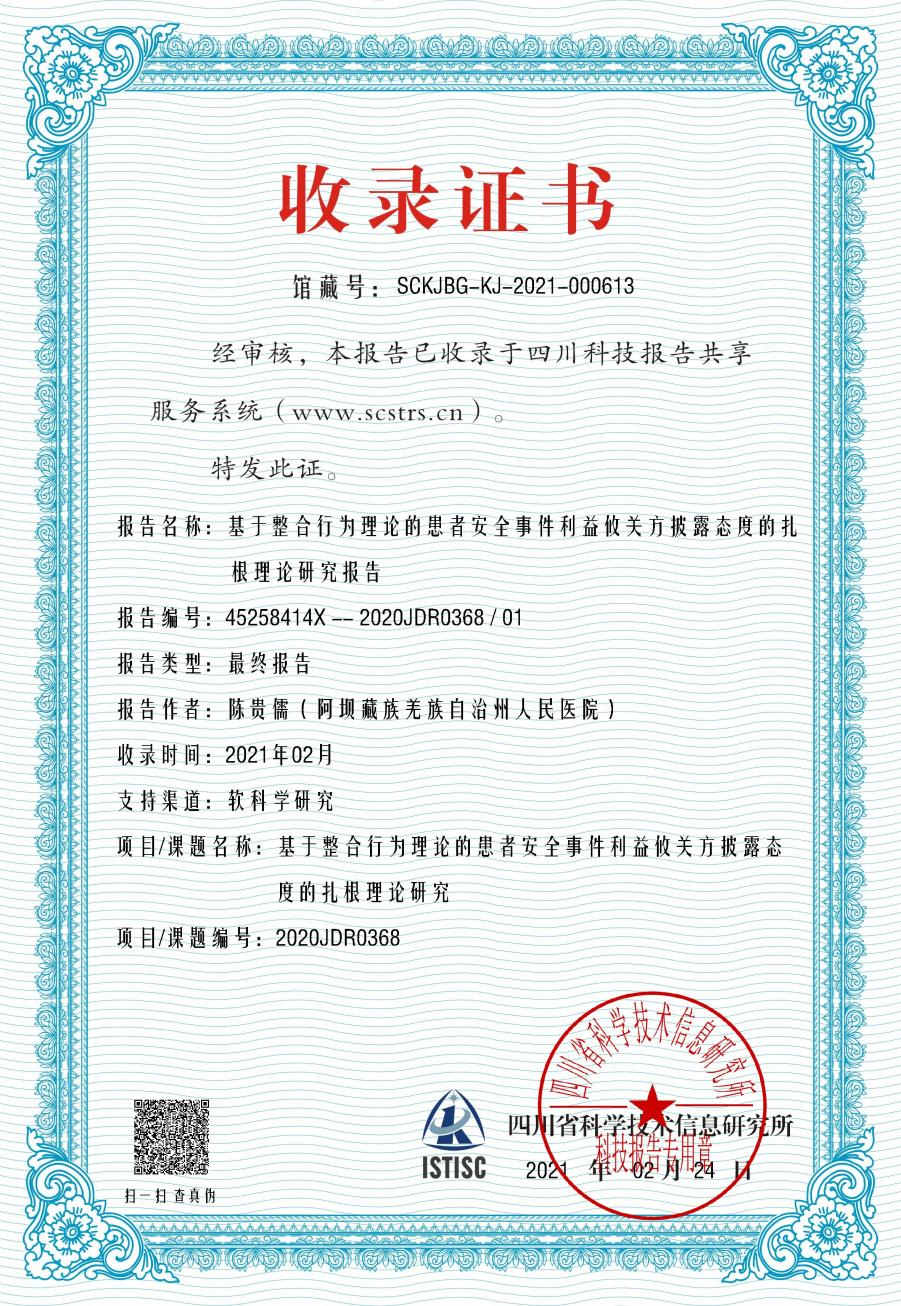 收录证书
馆藏号：SCKJBG-KJ-2021-000613
经审核，本报告已收录于四川科技报告共享
服务系统（www.scstrs.cn）。
特发此证。
报告名称：基于整合行为理论的患者安全事件利益攸关方披露态度的扎
根理论研究报告
报告编号：45258414X -- 2020JDR0368 / 01
报告类型：最终报告
报告作者：陈贵儒（阿坝藏族羌族自治州人民医院）
收录时间：2021年02月
支持渠道：软科学研究
项目/课题名称：基于整合行为理论的患者安全事件利益攸关方披露态
度的扎根理论研究
项目/课题编号：2020JDR0368
四川省科学技术信息研究所
科技报告专用章
ISTISC
四川省科学技术信息研究所
2021 年 02 月 24 日
扫一扫 查真伪